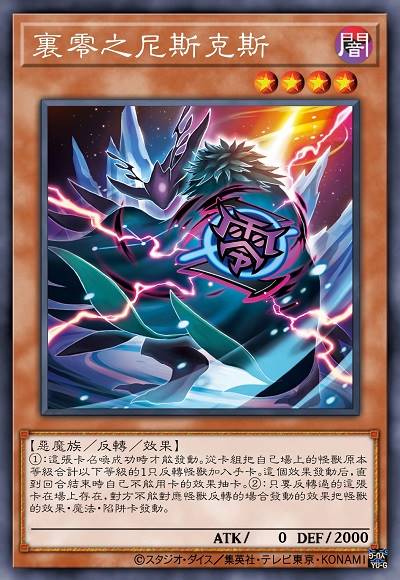 裏零之尼斯克斯
闇
零
【惡魔族／反轉／效果】
①:這張卡召喚成功時才能發動。從卡組把自己場上的怪獸原本
等級合計以下等級的1只反轉怪獸加入手卡。這個效果發動后，直
到回合結束時自己不能用卡的效果抽卡。②:只要反轉過的這張
卡在場上存在，對方不能對應怪獸反轉的場合發動的效果把怪獸
的效果·魔法·陷阱卡發動。
ATK/ 0 DEF/2000
©スタジオ・ダイス／集英社・テレビ東京・KONAMI
YU-G